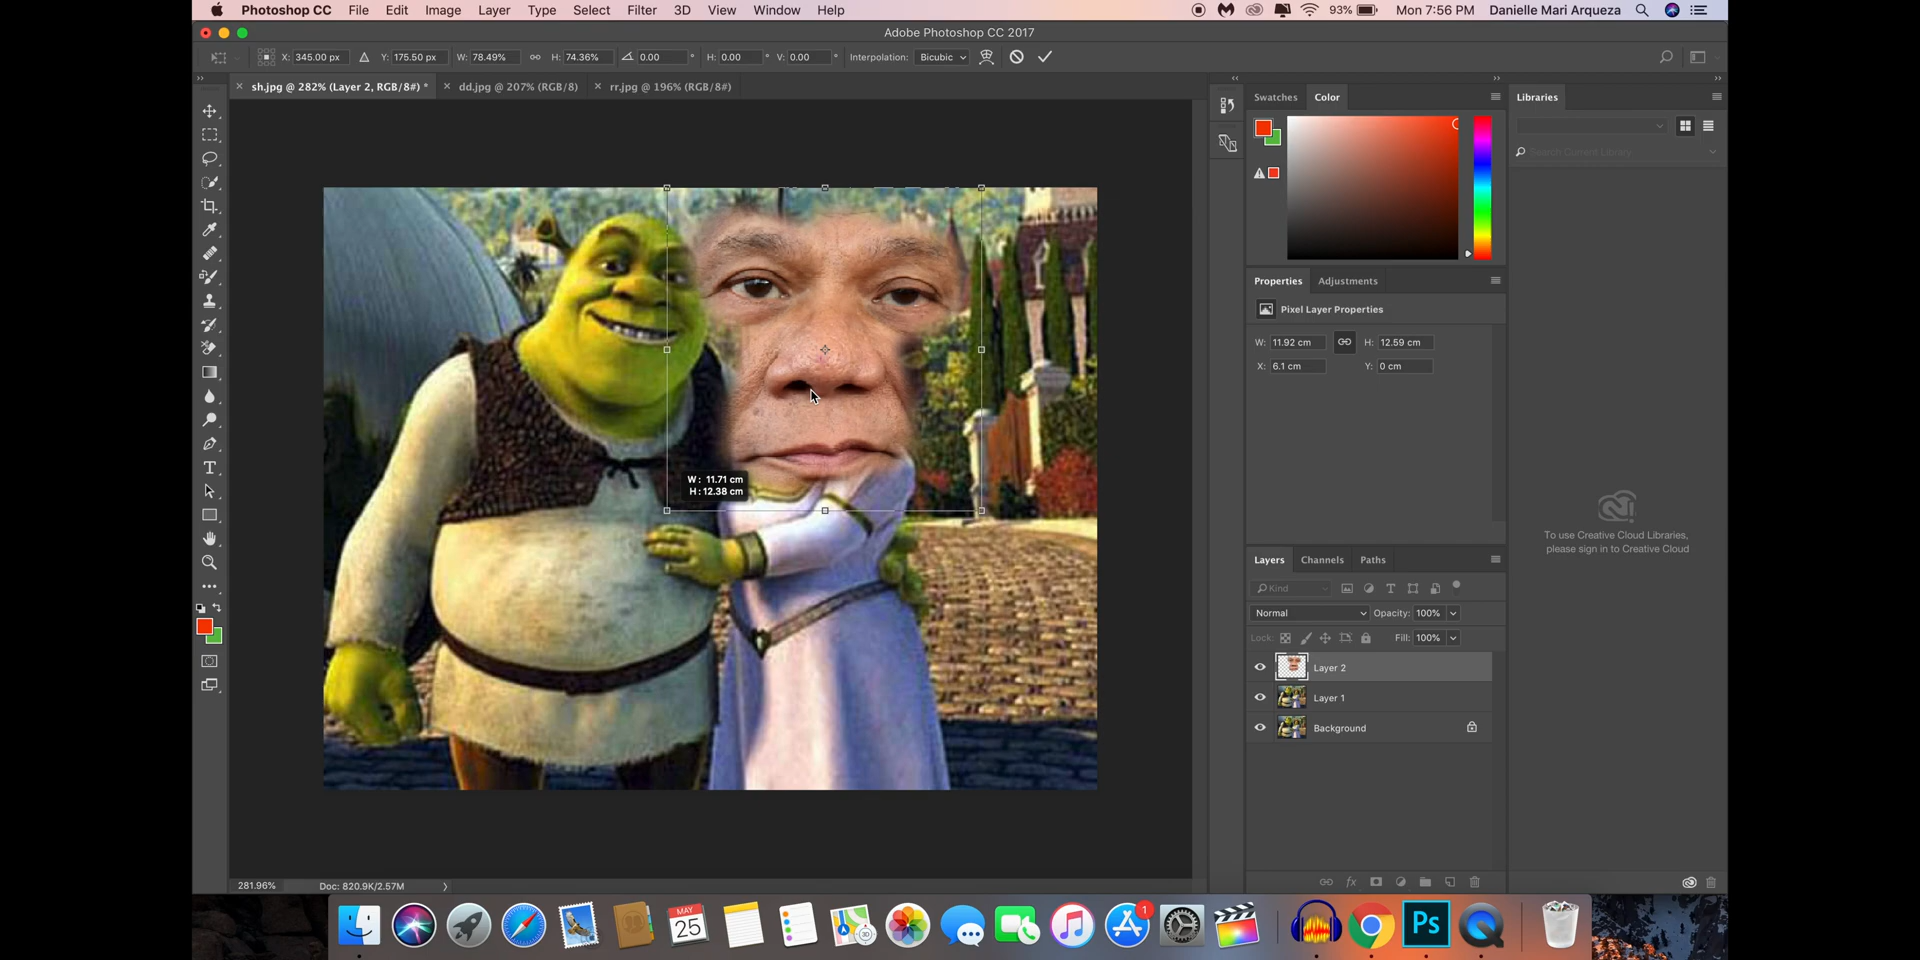 Photoshop CC File Edit Image Layer Type Select Filter 3D View Window Help 93% Mon 7:56 PM Danielle Mari Arqueza
Adobe Photoshop CC 2017
X: 345.00 px Y: 175.50 px W: 78.49% H: 74.36% 0.00 ° H: 0.00 ° V: 0.00 ° Interpolation: Bicubic
sh.jpg @ 282% (Layer 2, RGB/8#) * dd.jpg @ 207% (RGB/8) rr.jpg @ 196% (RGB/8#)
Swatches Color
Libraries
Search Current Library
Properties Adjustments
Pixel Layer Properties
W: 11.92 cm H: 12.59 cm
X: 6.1 cm Y: 0 cm
W: 11.71 cm
H: 12.38 cm
To use Creative Cloud Libraries,
please sign in to Creative Cloud
Layers Channels Paths
Kind
Normal Opacity: 100%
Lock: Fill: 100%
Layer 2
Layer 1
Background
281.96% Doc: 820.9K/2.57M
MAY
25
1
Ps